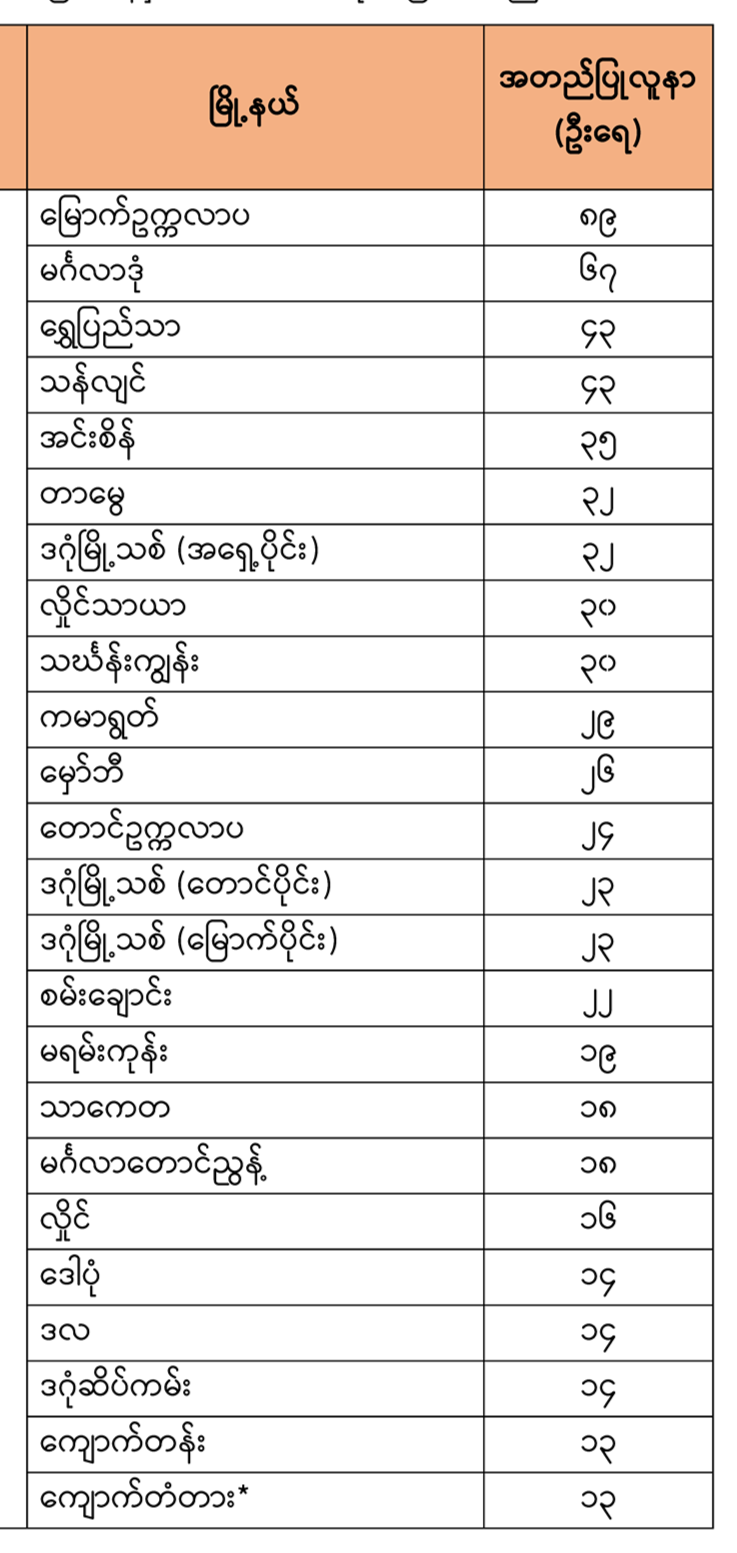 မြို့နယ် အတည်ပြုလူနာ
(ဦးရေ)
မြောက်ဥက္ကလာပ ၈၉
မင်္ဂလာဒုံ ၆၇
ရွှေပြည်သာ ၄၃
သန်လျင် ၄၃
အင်းစိန် ၃၅
တာမွေ ၃၂
ဒဂုံမြို့သစ် (အရှေ့ပိုင်း) ၃၂
လှိုင်သာယာ ၃၀
သင်္ဃန်းကျွန်း ၃၀
ကမာရွတ် ၂၉
မှော်ဘီ ၂၆
တောင်ဥက္ကလာပ ၂၄
ဒဂုံမြို့သစ် (တောင်ပိုင်း) ၂၃
ဒဂုံမြို့သစ် (မြောက်ပိုင်း) ၂၃
စမ်းချောင်း ၂၂
မရမ်းကုန်း ၁၉
သာကေတ ၁၈
မင်္ဂလာတောင်ညွန့် ၁၈
လှိုင် ၁၆
ဒေါပုံ ၁၄
ဒလ ၁၄
ဒဂုံဆိပ်ကမ်း ၁၄
ကျောက်တန်း ၁၃
ကျောက်တံတား* ၁၃